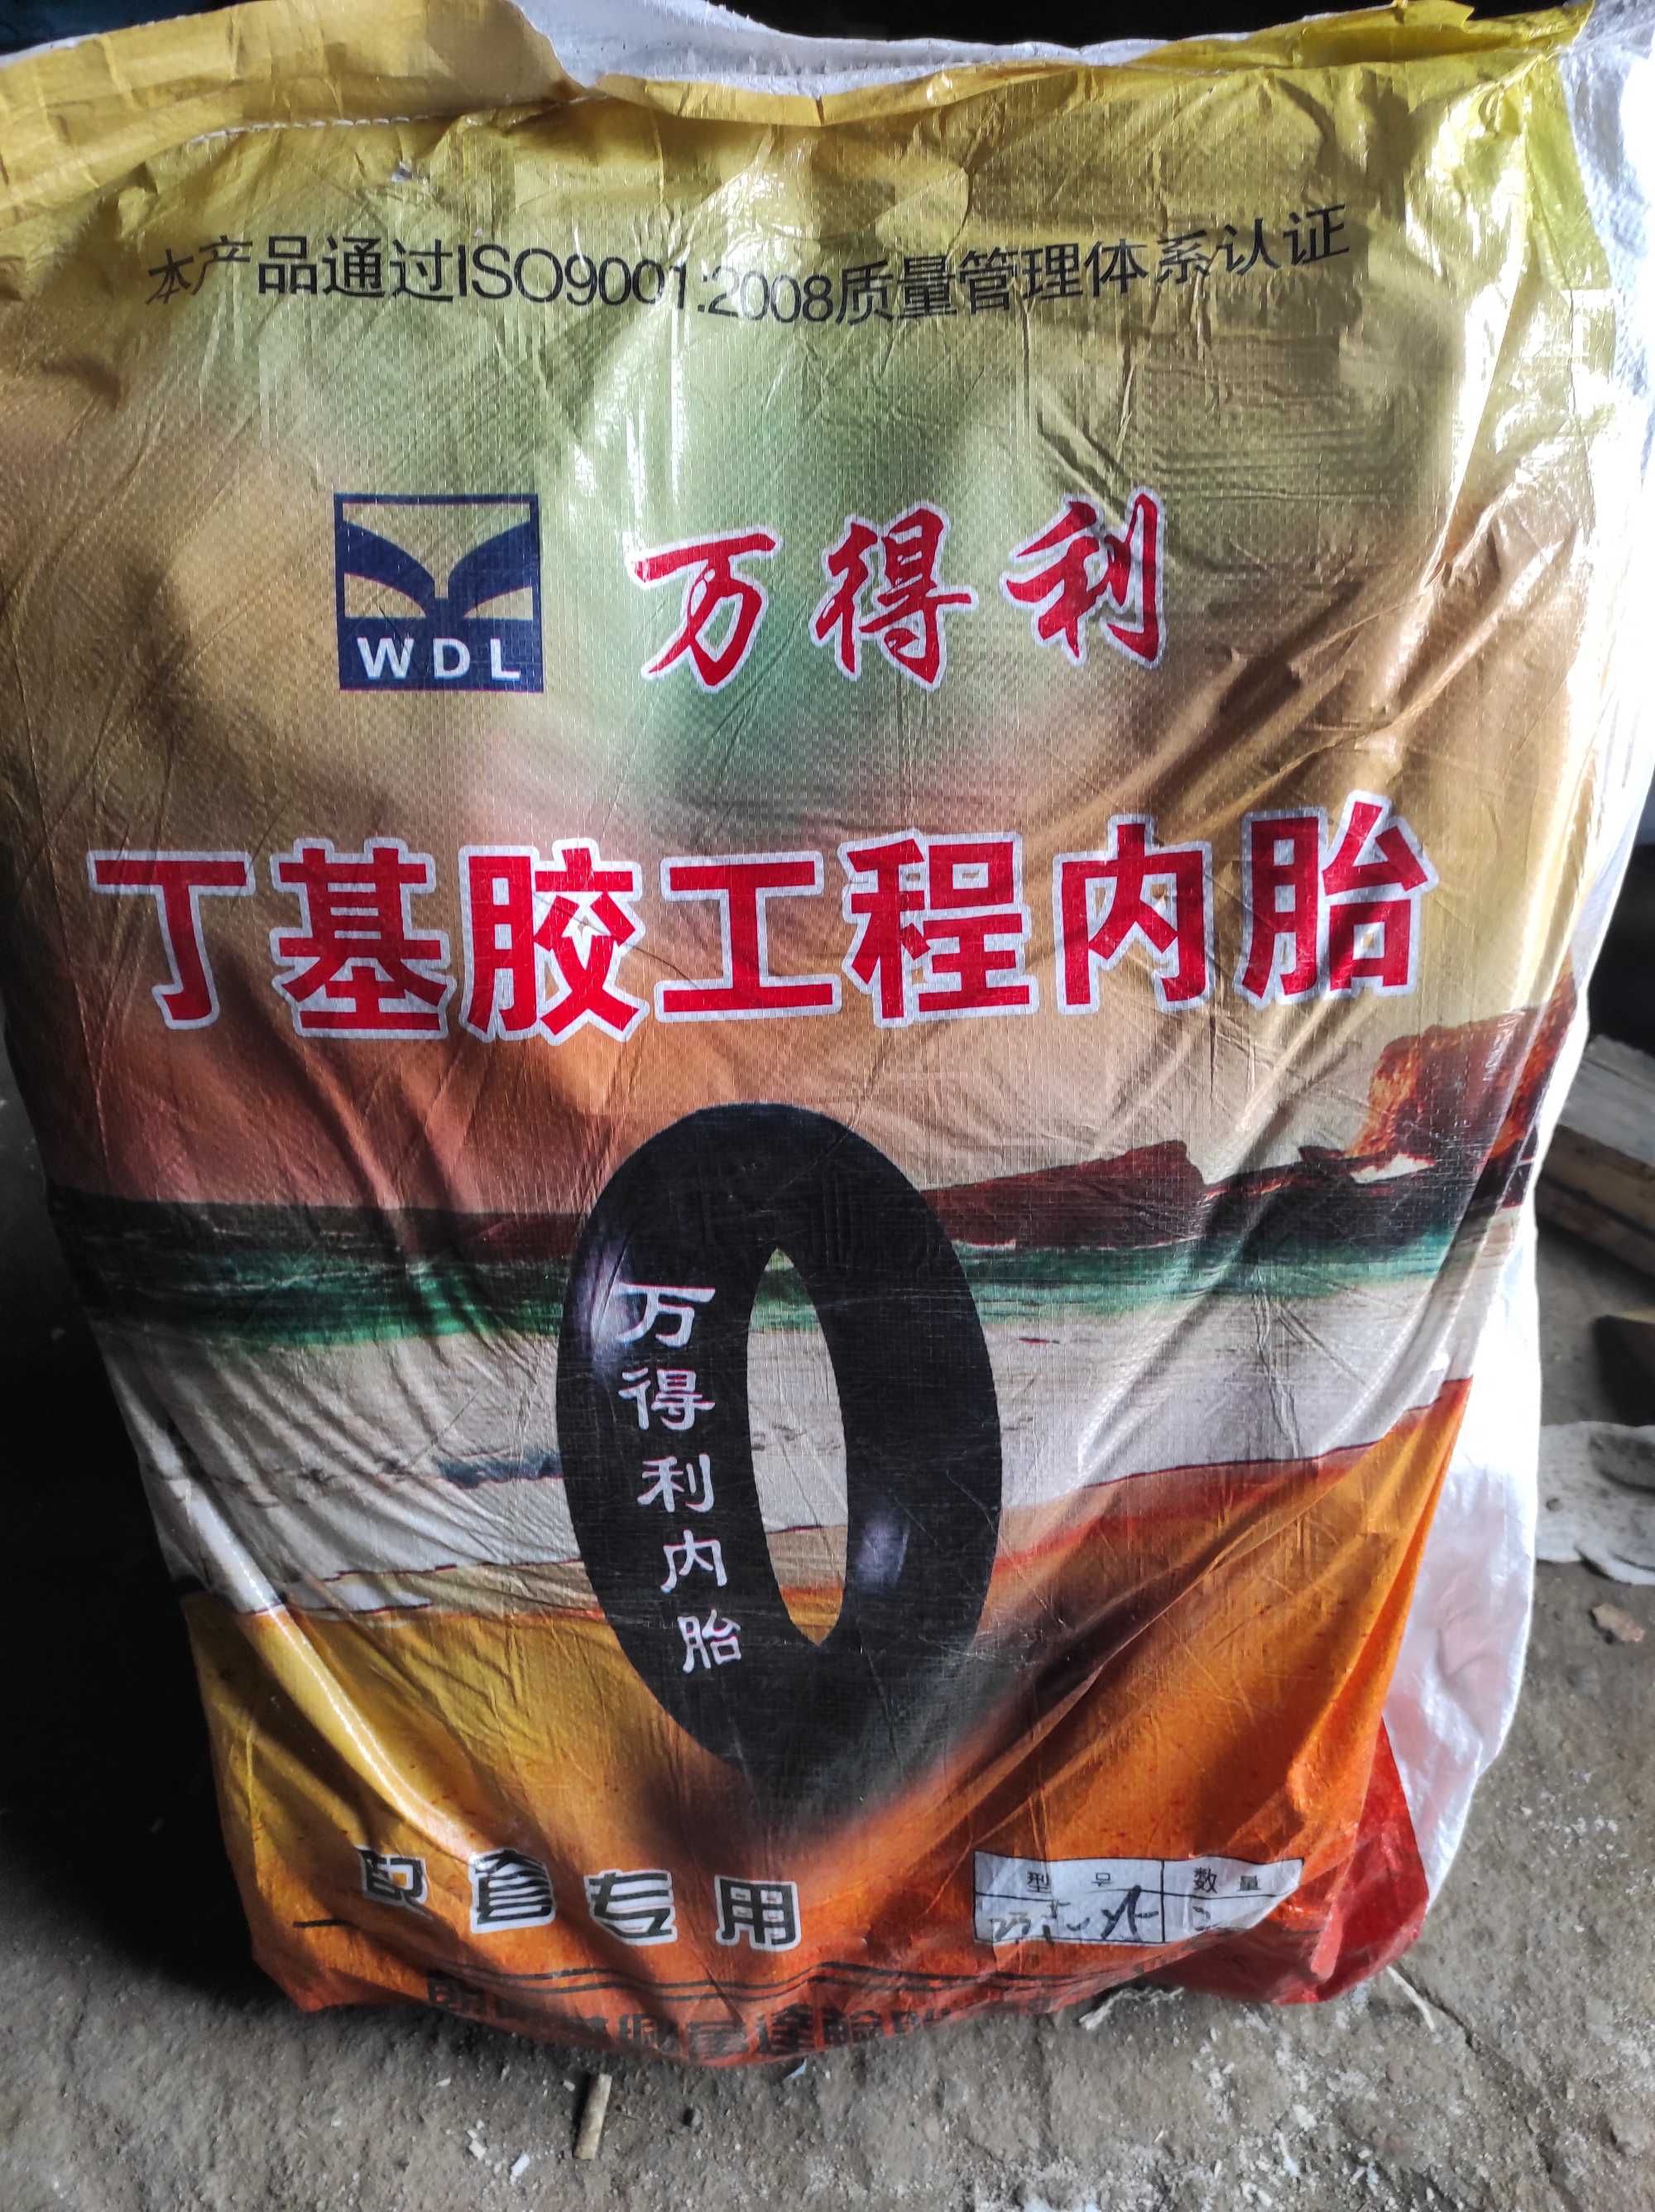 本产品通过ISO9001:2008质量管理体系认证
WDL
万得利
丁基胶工程内胎
万得利内胎
配套专用
型号 数量